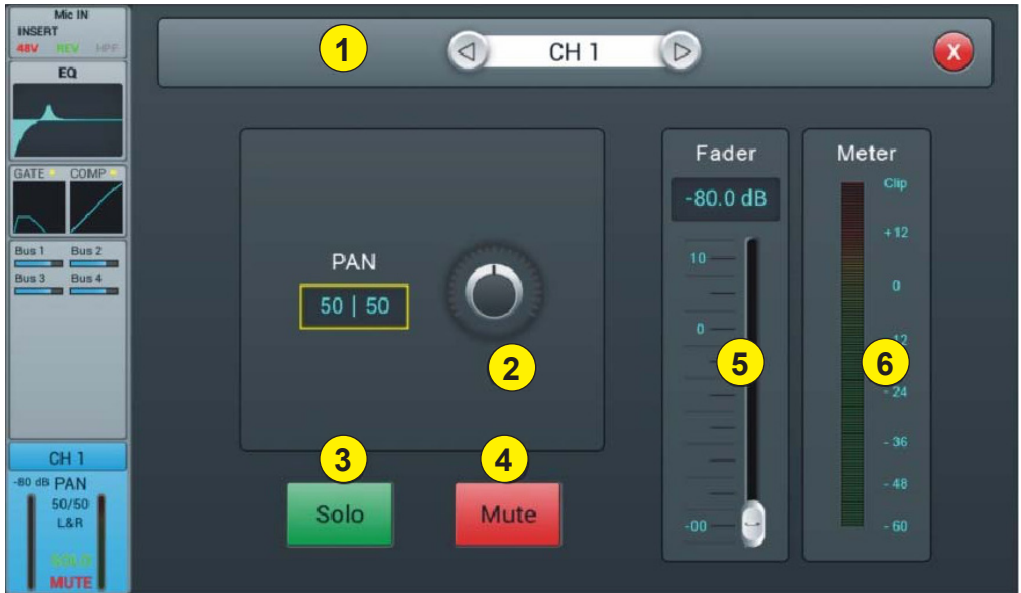 Mic IN
INSERT
48V REV HPF
EQ
GATE COMP
Bus 1 Bus 2
Bus 3 Bus 4
CH 1
-80 dB PAN
50/50
L&R
SOLO
MUTE
1
CH 1
X
PAN
50 | 50
2
3
Solo
4
Mute
Fader
-80.0 dB
10
0
5
-00
Meter
Clip
+12
0
12
6
- 24
- 36
- 48
- 60